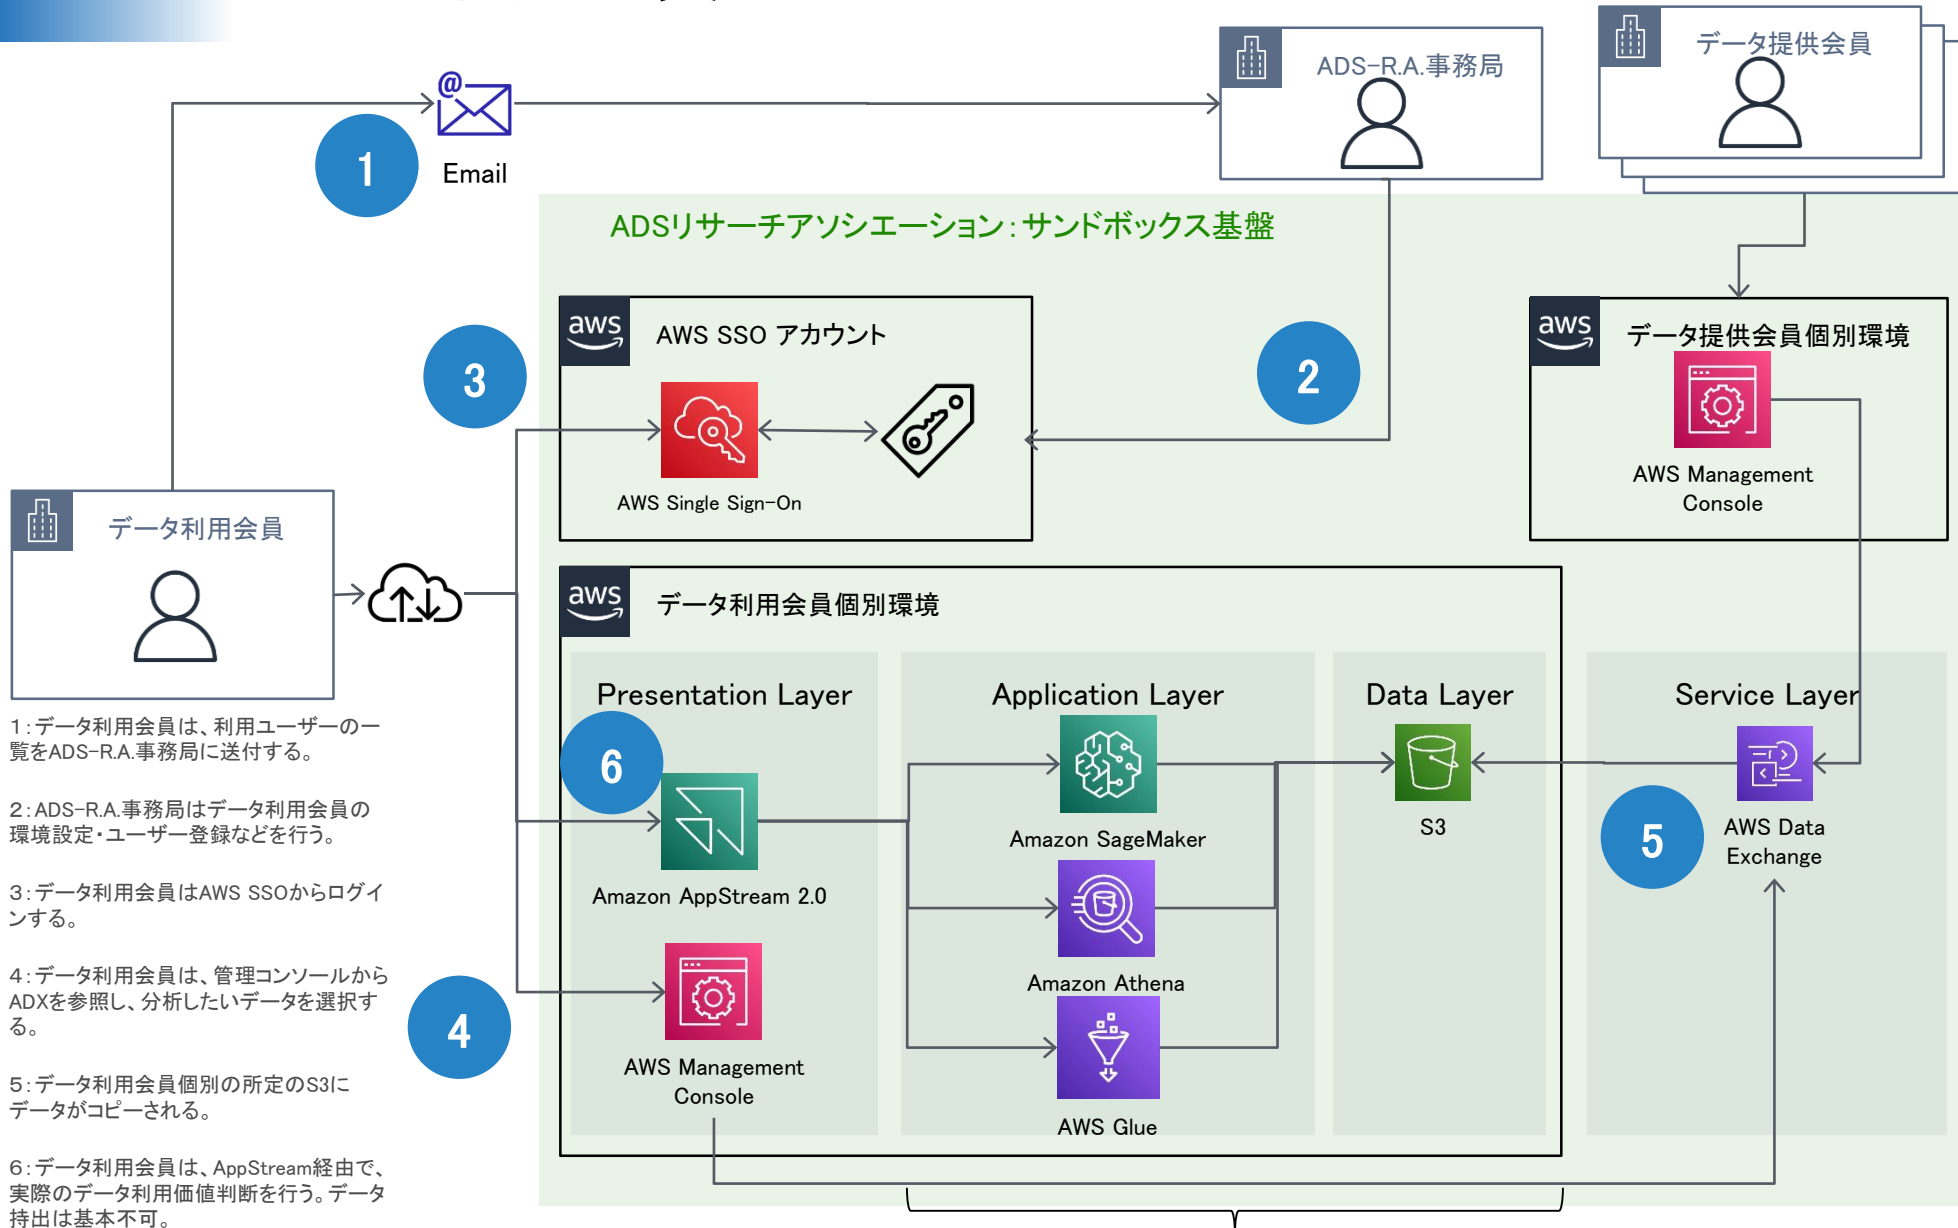 ADS-R.A.事務局
データ提供会員
@
1
Email
ADSリサーチアソシエーション：サンドボックス基盤
aws
AWS SSO アカウント
3
2
AWS Single Sign-On
aws
データ提供会員個別環境
AWS Management
Console
データ利用会員
aws
データ利用会員個別環境
Presentation Layer
Application Layer
Data Layer
Service Layer
6
Amazon AppStream 2.0
Amazon SageMaker
S3
5
AWS Data
Exchange
Amazon Athena
4
AWS Management
Console
AWS Glue
1：データ利用会員は、利用ユーザーの一
覧をADS-R.A.事務局に送付する。
2：ADS-R.A.事務局はデータ利用会員の
環境設定・ユーザー登録などを行う。
3：データ利用会員はAWS SSOからログイ
ンする。
4：データ利用会員は、管理コンソールから
ADXを参照し、分析したいデータを選択す
る。
5：データ利用会員個別の所定のS3に
データがコピーされる。
6：データ利用会員は、AppStream経由で、
実際のデータ利用価値判断を行う。データ
持出は基本不可。